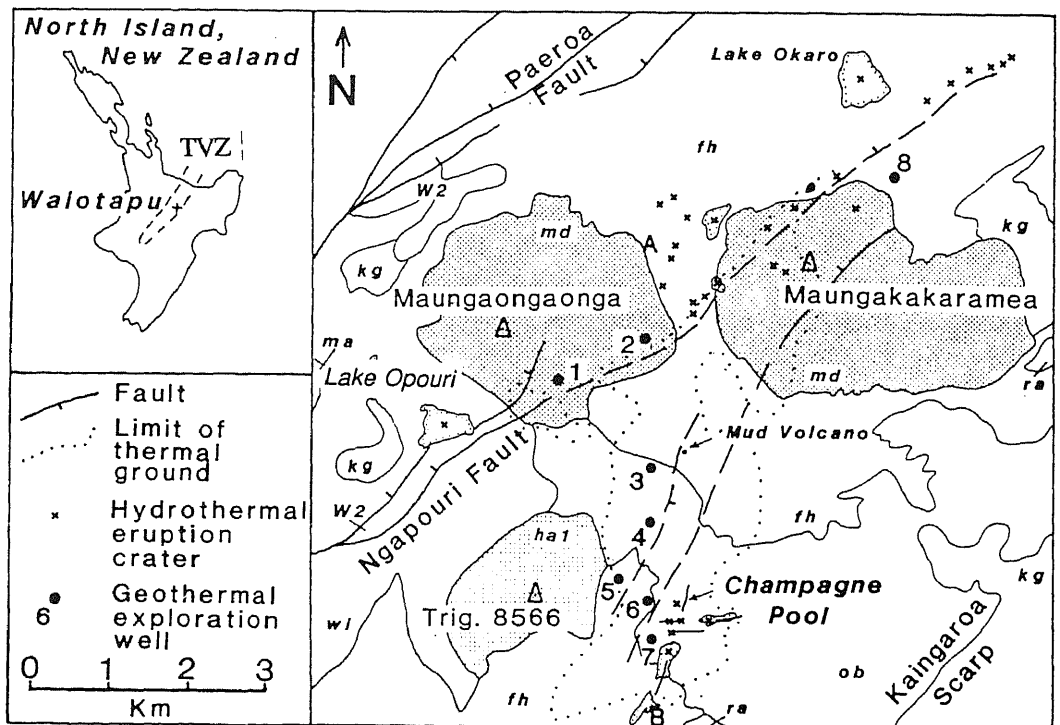 North Island,
New Zealand
TVZ
Waiotapu
Fault
Limit of
thermal
ground
Hydrothermal
eruption
crater
6 Geothermal
exploration
well
0 1 2 3
Km
N
Paeroa
Fault
Lake Okaro
fh
8
W2
md
A
kg
kg
Maungaongaonga
Maungakakaramea
ma
2
1
Lake Opouri
md
ra
Mud Volcano
kg
3
W2
Ngapouri Fault
fh
4
ha1
kg
5
6
Champagne
Pool
Trig. 8566
wi
7
ob
Kaingaroa
Scarp
fh
B
ra